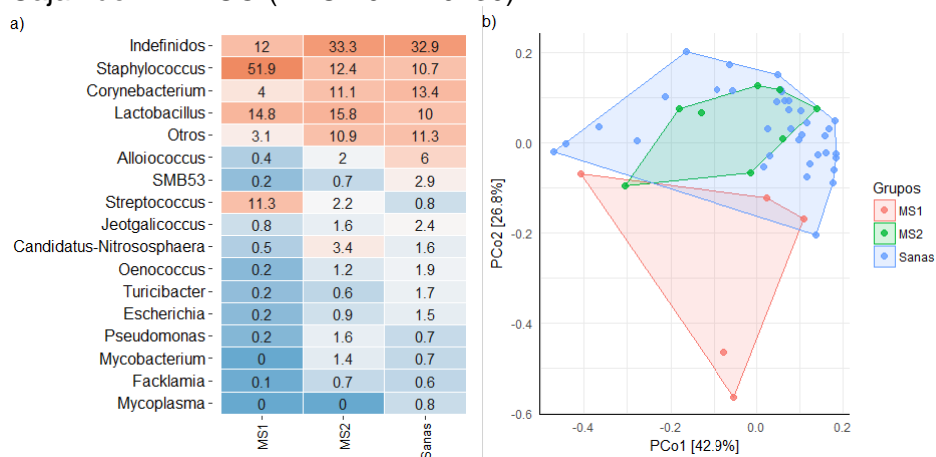 a)
b)
Indefinidos 12 33.3 32.9
Staphylococcus 51.9 12.4 10.7
Corynebacterium 4 11.1 13.4
Lactobacillus 14.8 15.8 10
Otros 3.1 10.9 11.3
Alloiococcus 0.4 2 6
SMB53 0.2 0.7 2.9
Streptococcus 11.3 2.2 0.8
Jeotgalicoccus 0.8 1.6 2.4
Candidatus-Nitrososphaera 0.5 3.4 1.6
Oenococcus 0.2 1.2 1.9
Turicibacter 0.2 0.6 1.7
Escherichia 0.2 0.9 1.5
Pseudomonas 0.2 1.6 0.7
Mycobacterium 0 1.4 0.7
Facklamia 0.1 0.7 0.6
Mycoplasma 0 0 0.8
MS1 MS2 Sanas
PCo2 [26.8%]
0.2
0.0
-0.2
-0.4
-0.6
-0.4 -0.2 0.0 0.2
PCo1 [42.9%]
Grupos
MS1
MS2
Sanas